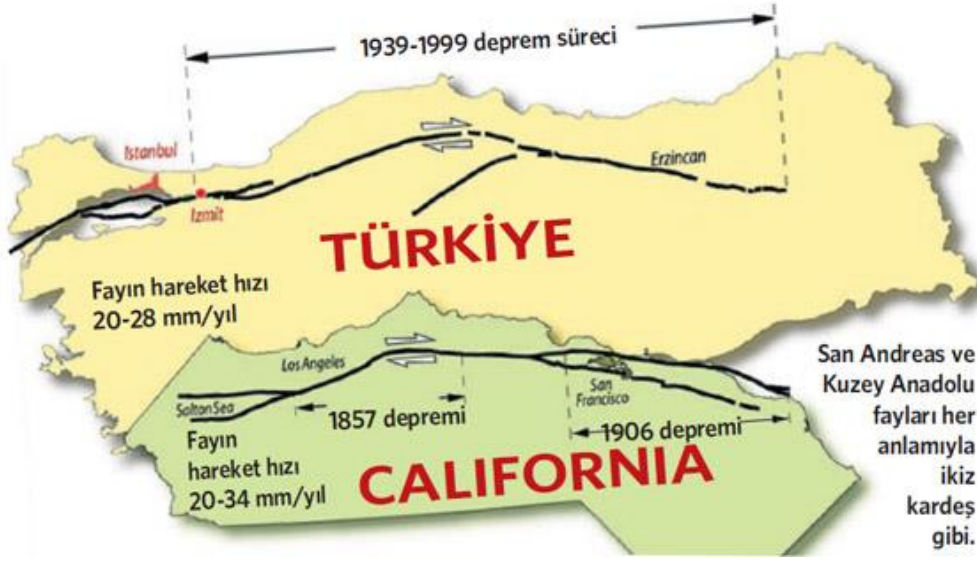 1939-1999 deprem süreci
Istanbul
Izmit
Erzincan
TÜRKİYE
Fayın hareket hızı
20-28 mm/yıl
Los Angeles
Salton Sea
San
Francisco
1857 depremi
1906 depremi
Fayın
hareket hızı
20-34 mm/yıl
CALIFORNIA
San Andreas ve
Kuzey Anadolu
fayları her
anlamıyla
ikiz
kardeş
gibi.